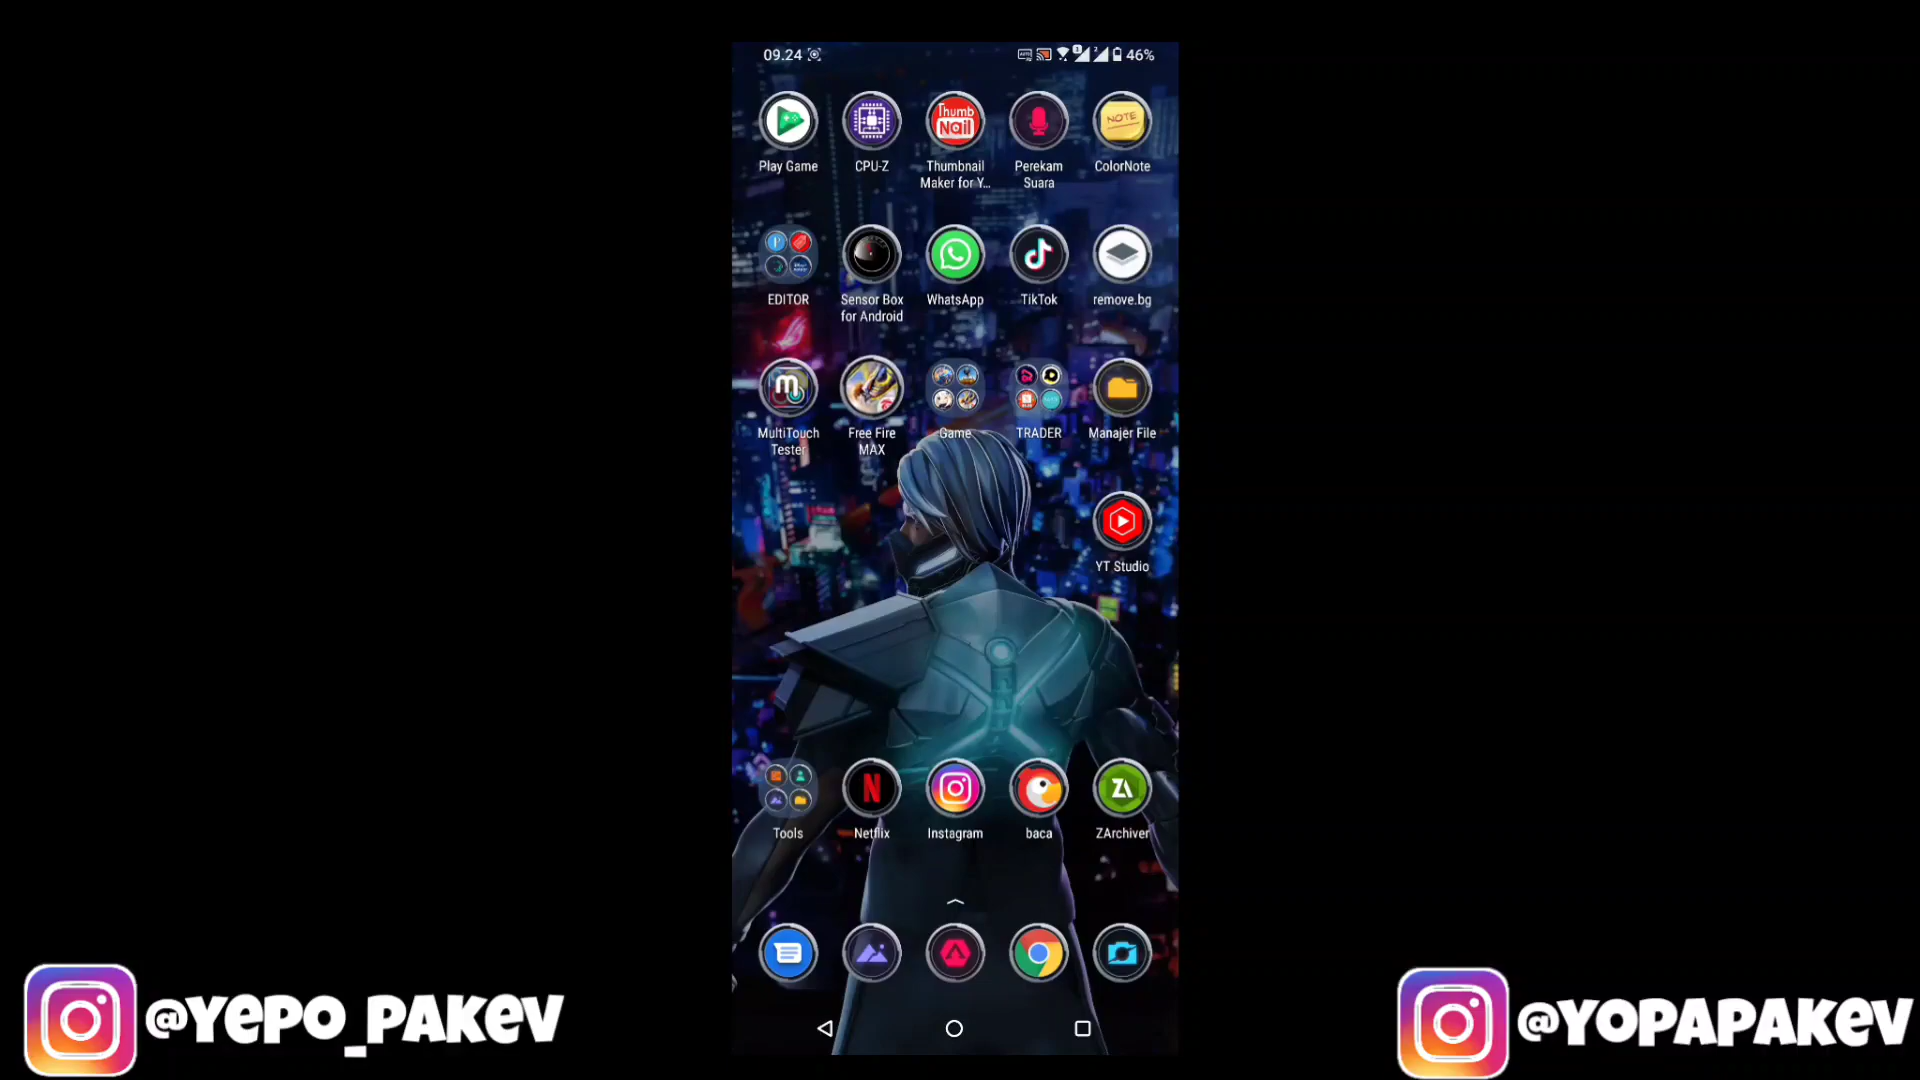 09.24
46%
Thumb
Nail
NOTE
Play Game
CPU-Z
Thumbnail
Maker for Y...
Perekam
Suara
ColorNote
EDITOR
Sensor Box
for Android
WhatsApp
TikTok
remove.bg
MultiTouch
Tester
Free Fire
MAX
Game
TRADER
Manajer File
YT Studio
Tools
Netflix
Instagram
baca
ZArchiver
@YEPO_PAKEV
@YOPAPAKEV